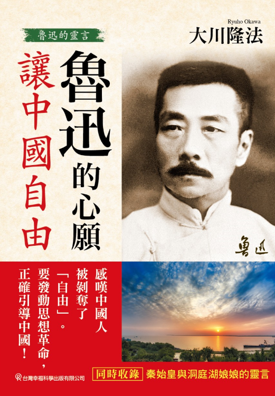 魯迅的靈言
Ryuho Okawa
大川隆法
魯迅的心願
讓中國自由
魯迅
感嘆中國人
被剝奪了
「自由」。
要發動思想革命，
正確引導中國！
台灣幸福科學出版有限公司
同時收錄 秦始皇與洞庭湖娘娘的靈言